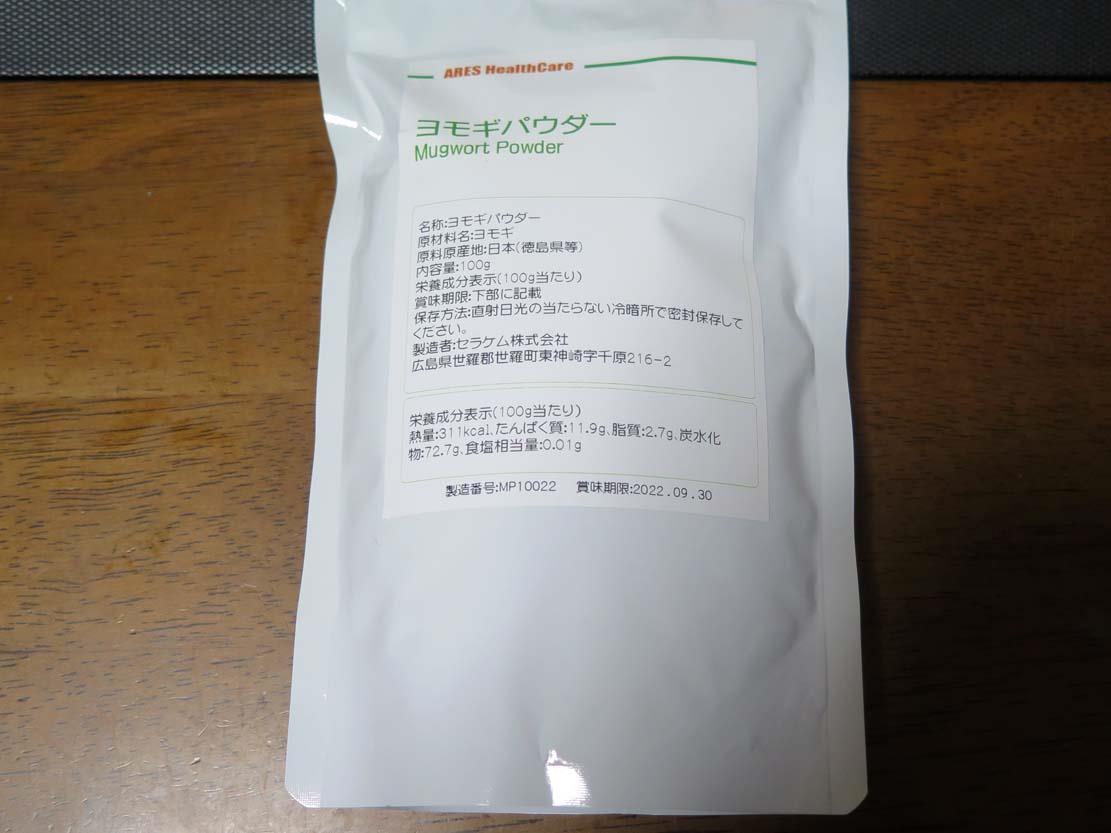 ARES HealthCare
ヨモギパウダー
Mugwort Powder
名称:ヨモギパウダー
原材料名:ヨモギ
原料原産地:日本(徳島県等)
内容量:100g
栄養成分表示(100g当たり)
賞味期限:下部に記載
保存方法:直射日光の当たらない冷暗所で密封保存して
ください。
製造者:セラケム株式会社
広島県世羅郡世羅町東神崎字千原216-2
栄養成分表示(100g当たり)
熱量:311kcal、たんぱく質:11.9g、脂質:2.7g、炭水化
物:72.7g、食塩相当量:0.01g
製造番号:MP10022 賞味期限:2022.09.30